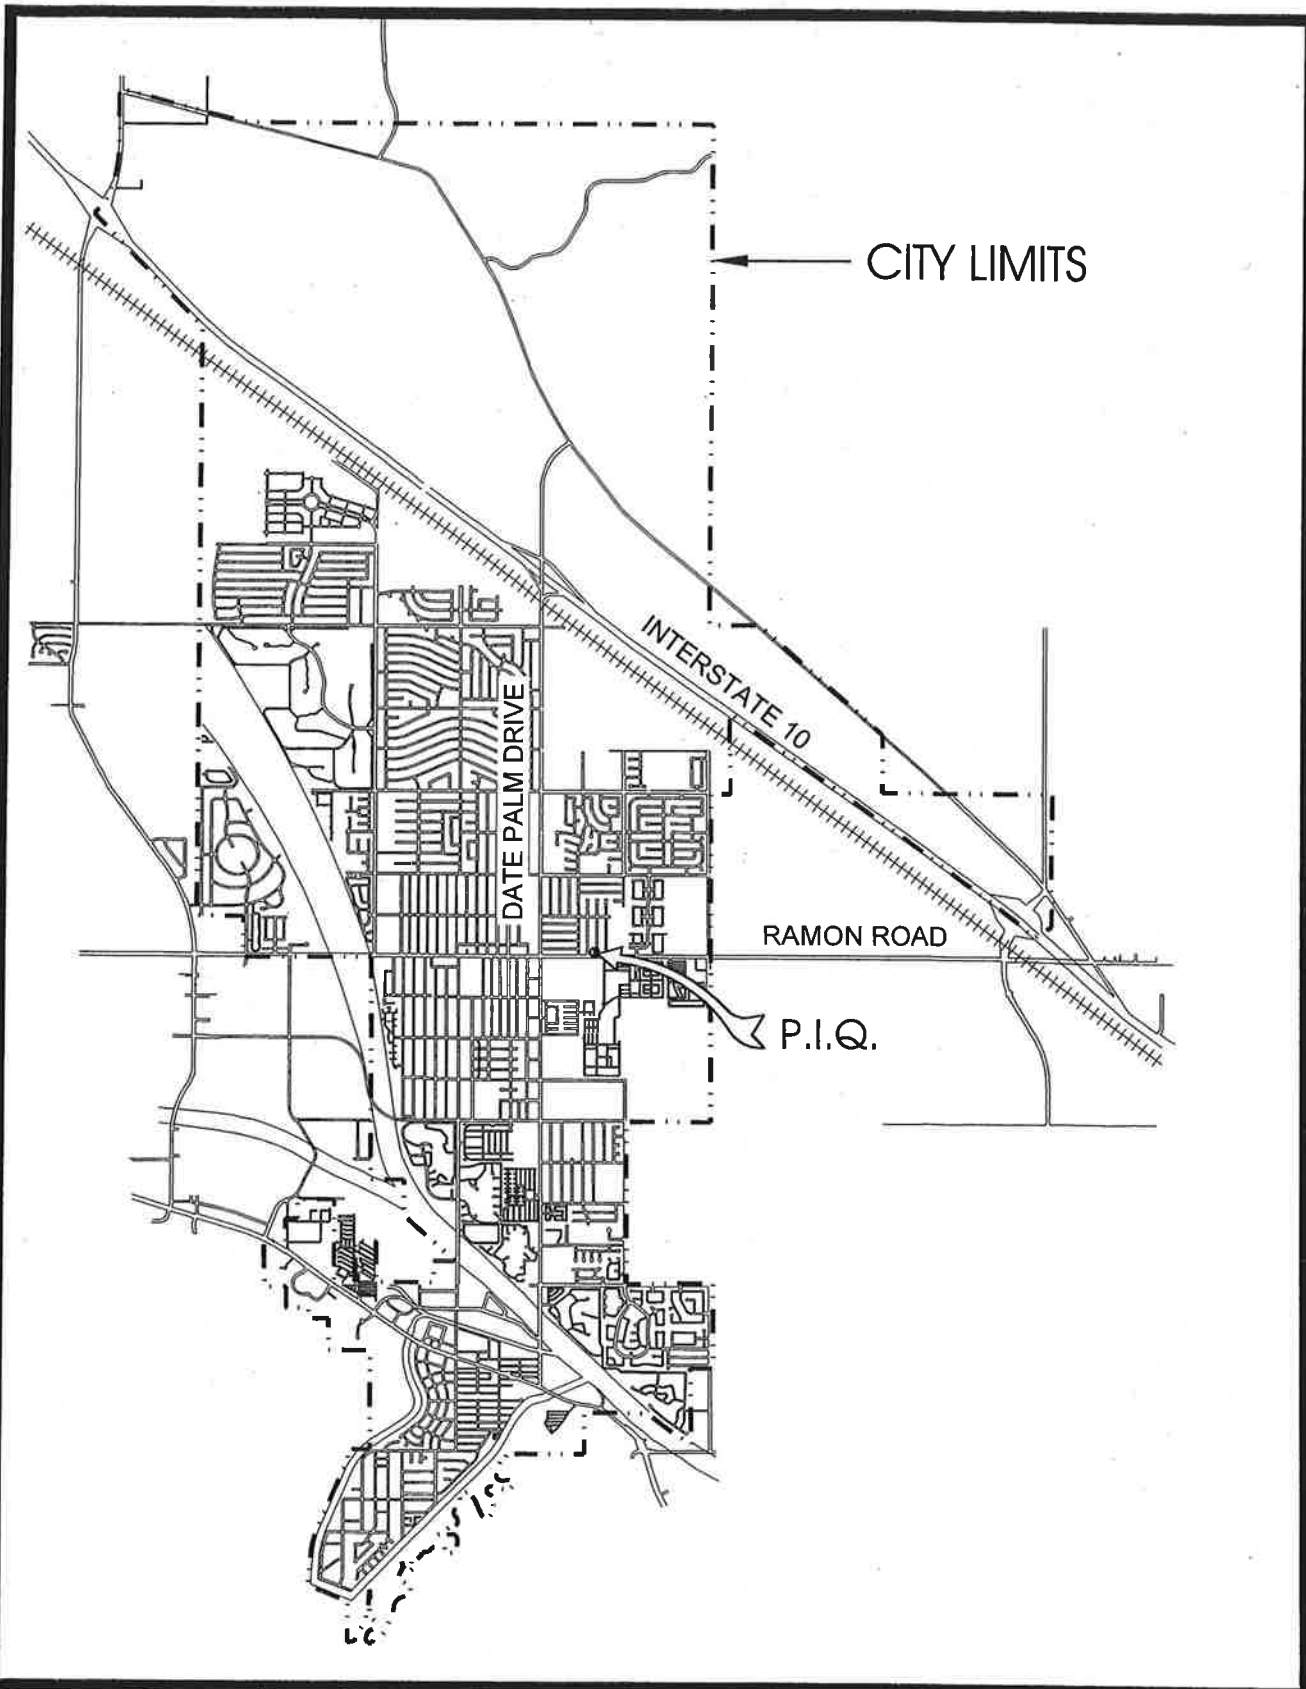 CITY LIMITS
INTERSTATE 10
DATE PALM DRIVE
RAMON ROAD
P.I.Q.